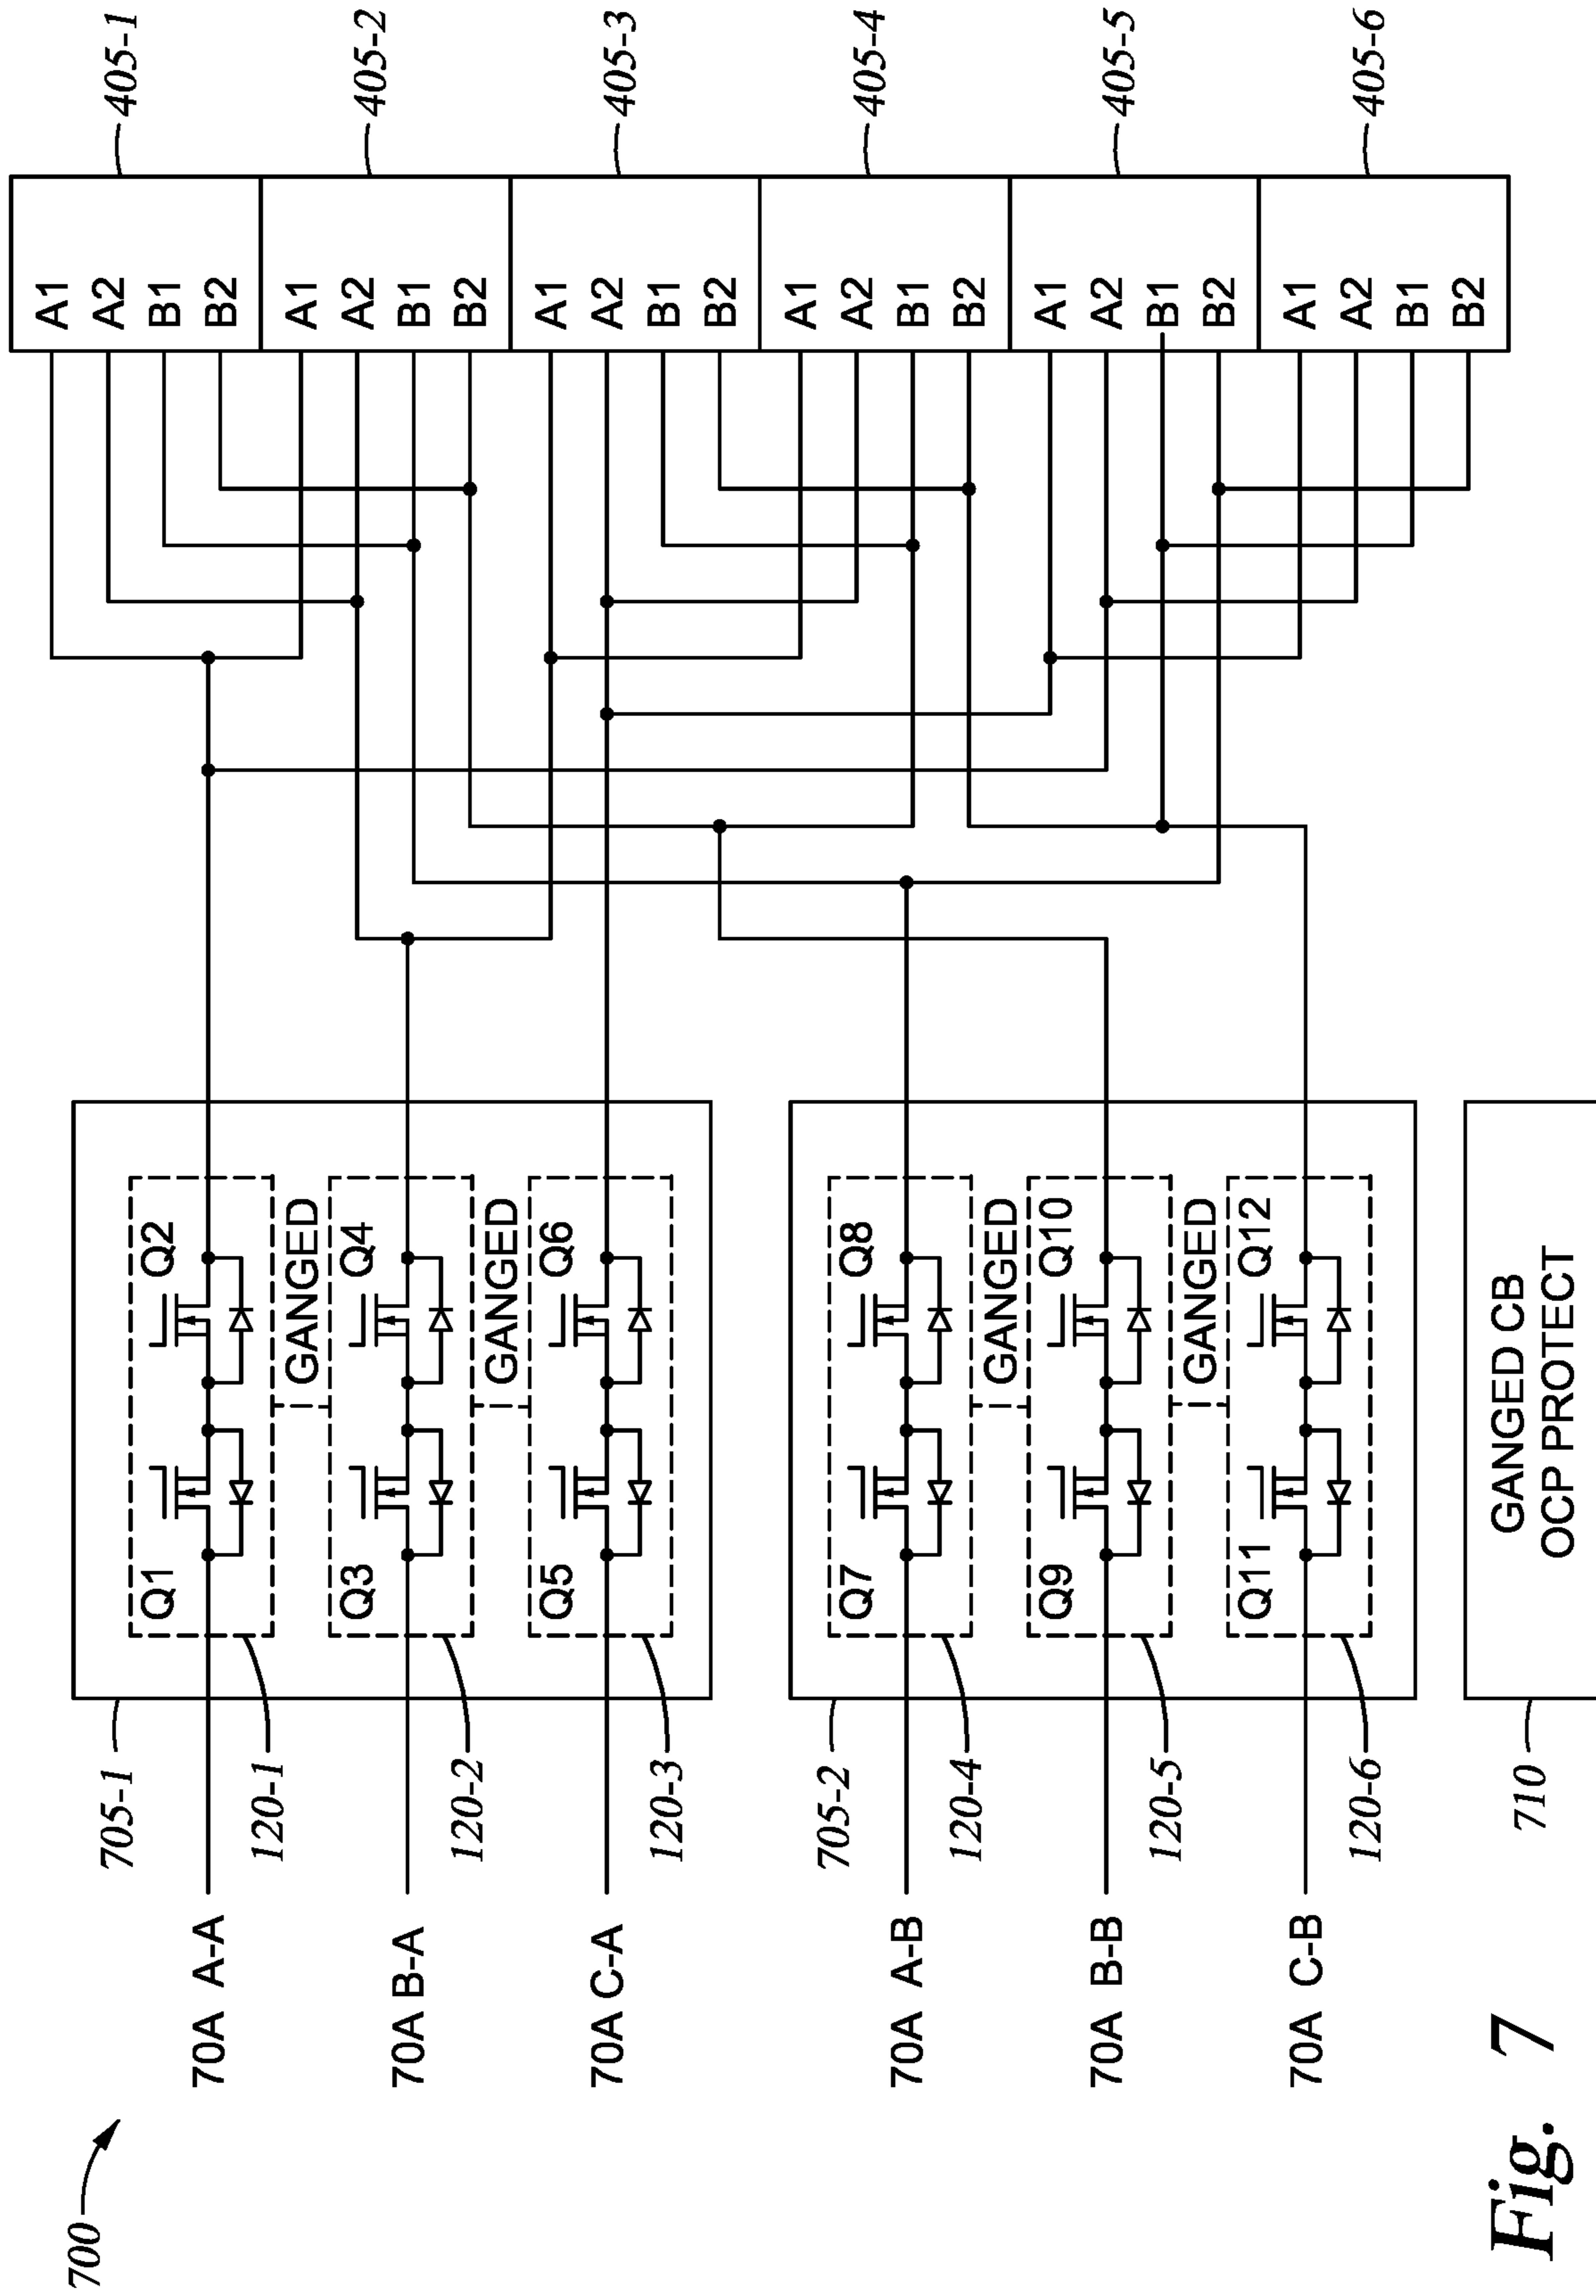 700
70A A-A
70A B-A
70A C-A
70A A-B
70A B-B
70A C-B
705-1
120-1
120-2
120-3
705-2
120-4
120-5
120-6
710
Q1
Q2
GANGED
Q3
Q4
GANGED
Q5
Q6
Q7
Q8
GANGED
Q9
Q10
GANGED
Q11
Q12
GANGED CB
OCP PROTECT
A1
A2
B1
B2
A1
A2
B1
B2
A1
A2
B1
B2
A1
A2
B1
B2
A1
A2
B1
B2
A1
A2
B1
B2
405-1
405-2
405-3
405-4
405-5
405-6
Fig. 7